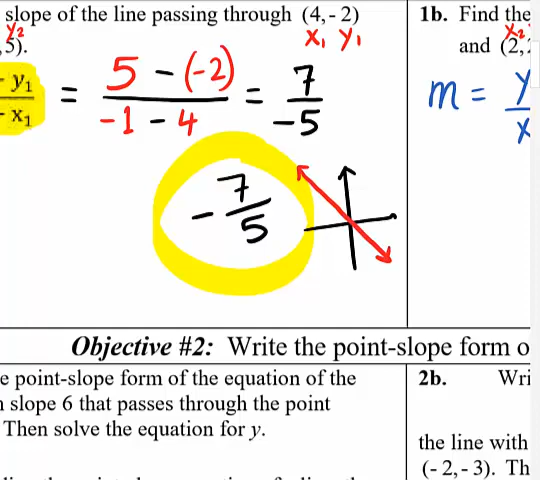 slope of the line passing through (4, - 2)
y2
x1 y1
5).
- y1
- x1
= 5 - (-2) = 7
-1 - 4 -5
- 7
5
1b. Find the
x2
and (2,
m = y
x
Objective #2: Write the point-slope form o
e point-slope form of the equation of the
slope 6 that passes through the point
Then solve the equation for y.
2b. Wri
the line with
(- 2, - 3). Th